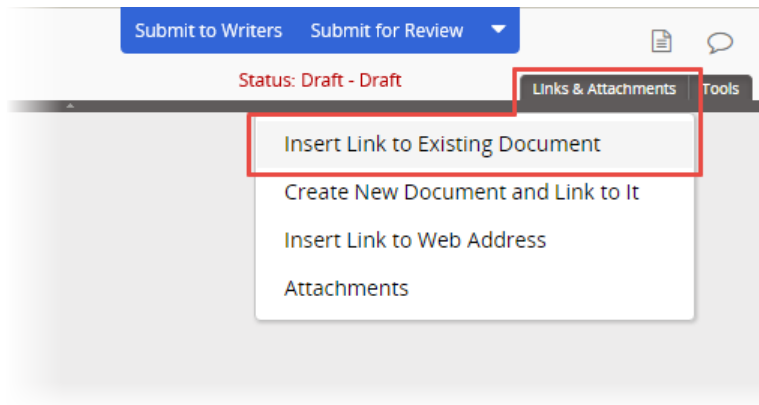 Submit to Writers Submit for Review
Status: Draft - Draft
Links & Attachments Tools
Insert Link to Existing Document
Create New Document and Link to It
Insert Link to Web Address
Attachments